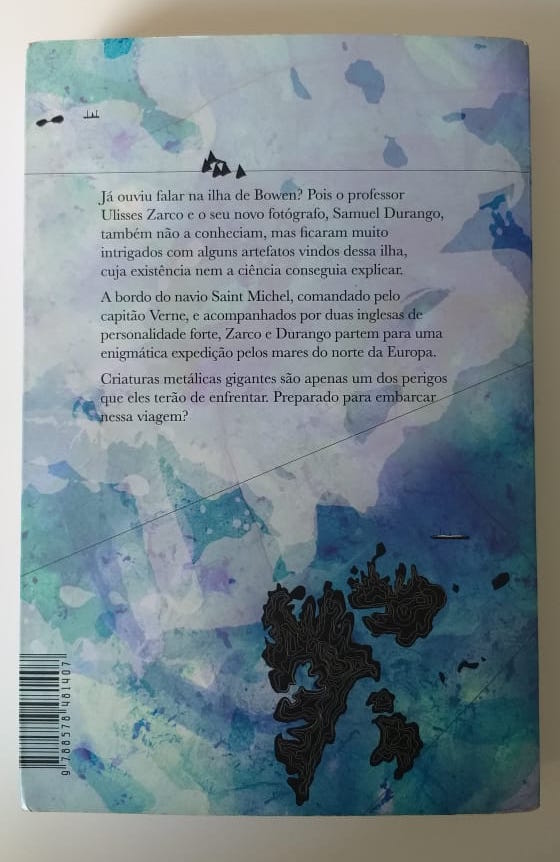 Já ouviu falar na ilha de Bowen? Pois o professor
Ulisses Zarco e o seu novo fotógrafo, Samuel Durango,
também não a conheciam, mas ficaram muito
intrigados com alguns artefatos vindos dessa ilha,
cuja existência nem a ciência conseguia explicar.
A bordo do navio Saint Michel, comandado pelo
capitão Verne, e acompanhados por duas inglesas de
personalidade forte, Zarco e Durango partem para uma
enigmática expedição pelos mares do norte da Europa.
Criaturas metálicas gigantes são apenas um dos perigos
que eles terão de enfrentar. Preparado para embarcar
nessa viagem?
9788578481407